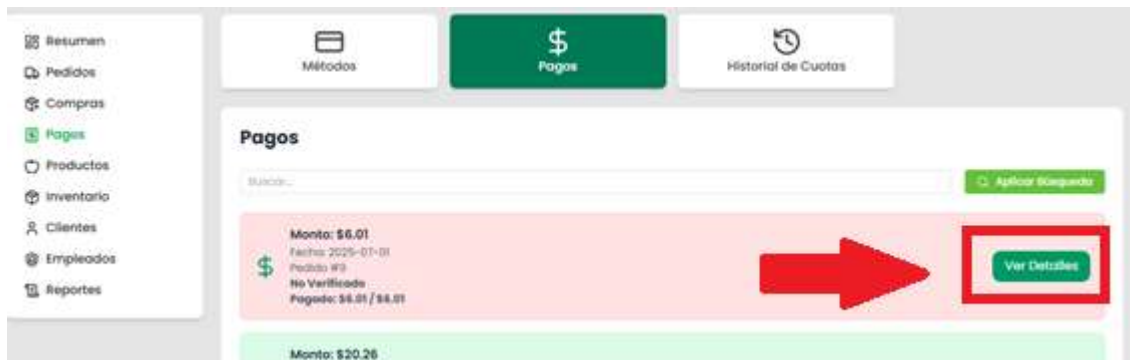 Resumen
Pedidos
Compras
Pagos
Productos
Inventario
Clientes
Empleados
Reportes
Métodos
Pagos
Historial de Cuotas
Pagos
Buscar...
Aplicar Búsqueda
Monto: $6.01
Fecha: 2025-07-01
Pedido #9
No Verificado
Pagado: $6.01 / $6.01
Ver Detalles
Monto: $20.26